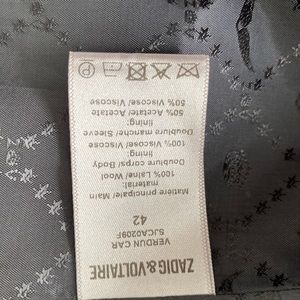 ZADIG&VOLTAIRE
VERDUN CAR
SJCA0209F
42
Matière principale/ Main
material:
100% Laine/ Wool
Doublure corps/ Body
lining:
100% Viscose/ Viscose
Doublure manche/ Sleeve
lining:
50% Acetate/ Acetate
50% Viscose/ Viscose
P